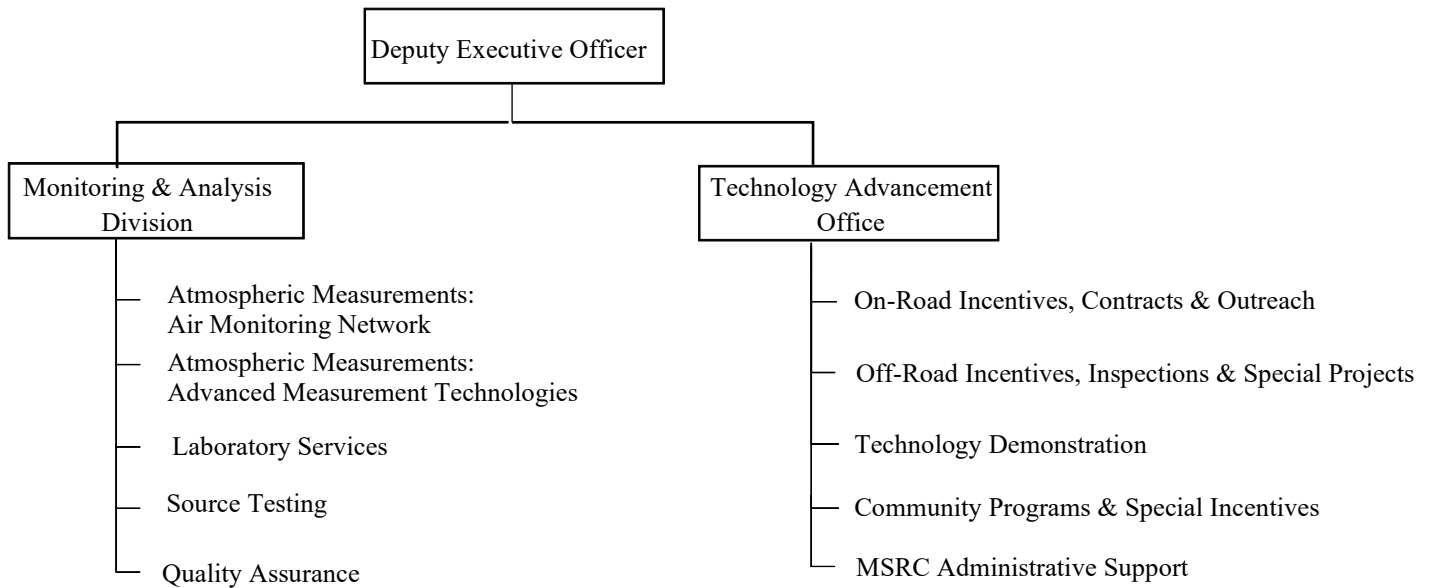 Deputy Executive Officer
Monitoring & Analysis
Division
Atmospheric Measurements:
Air Monitoring Network
Atmospheric Measurements:
Advanced Measurement Technologies
Laboratory Services
Source Testing
Quality Assurance
Technology Advancement
Office
On-Road Incentives, Contracts & Outreach
Off-Road Incentives, Inspections & Special Projects
Technology Demonstration
Community Programs & Special Incentives
MSRC Administrative Support